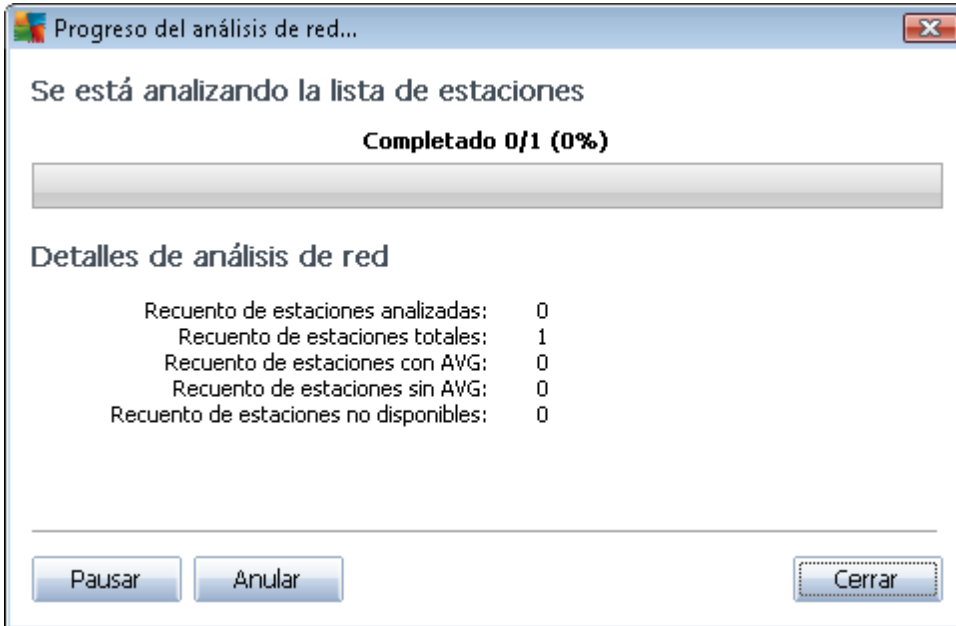 Progreso del análisis de red...
Se está analizando la lista de estaciones
Completado 0/1 (0%)
Detalles de análisis de red
Recuento de estaciones analizadas: 0
Recuento de estaciones totales: 1
Recuento de estaciones con AVG: 0
Recuento de estaciones sin AVG: 0
Recuento de estaciones no disponibles: 0
Pausar Anular Cerrar